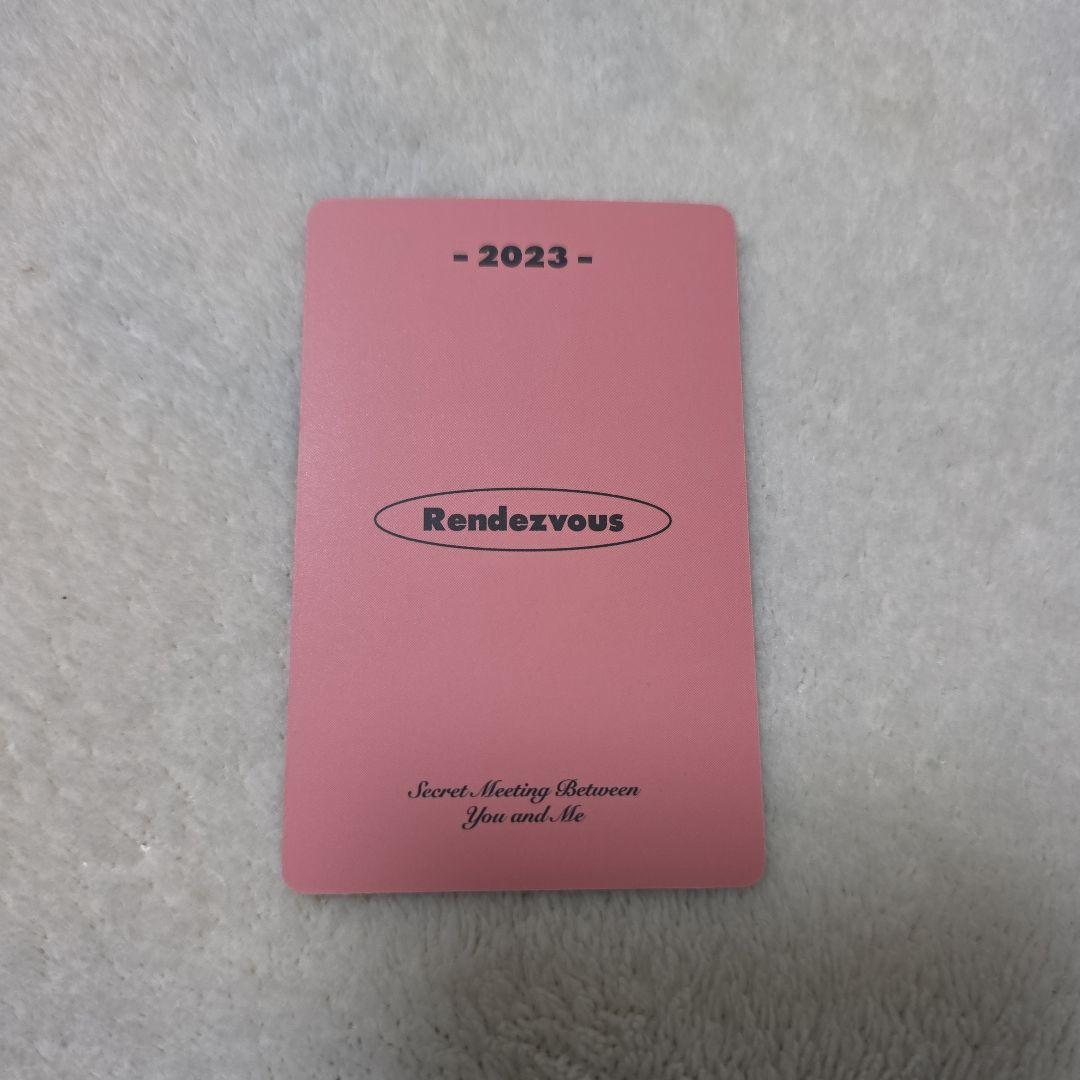 - 2023 -
Rendezvous
Secret Meeting Between
You and Me